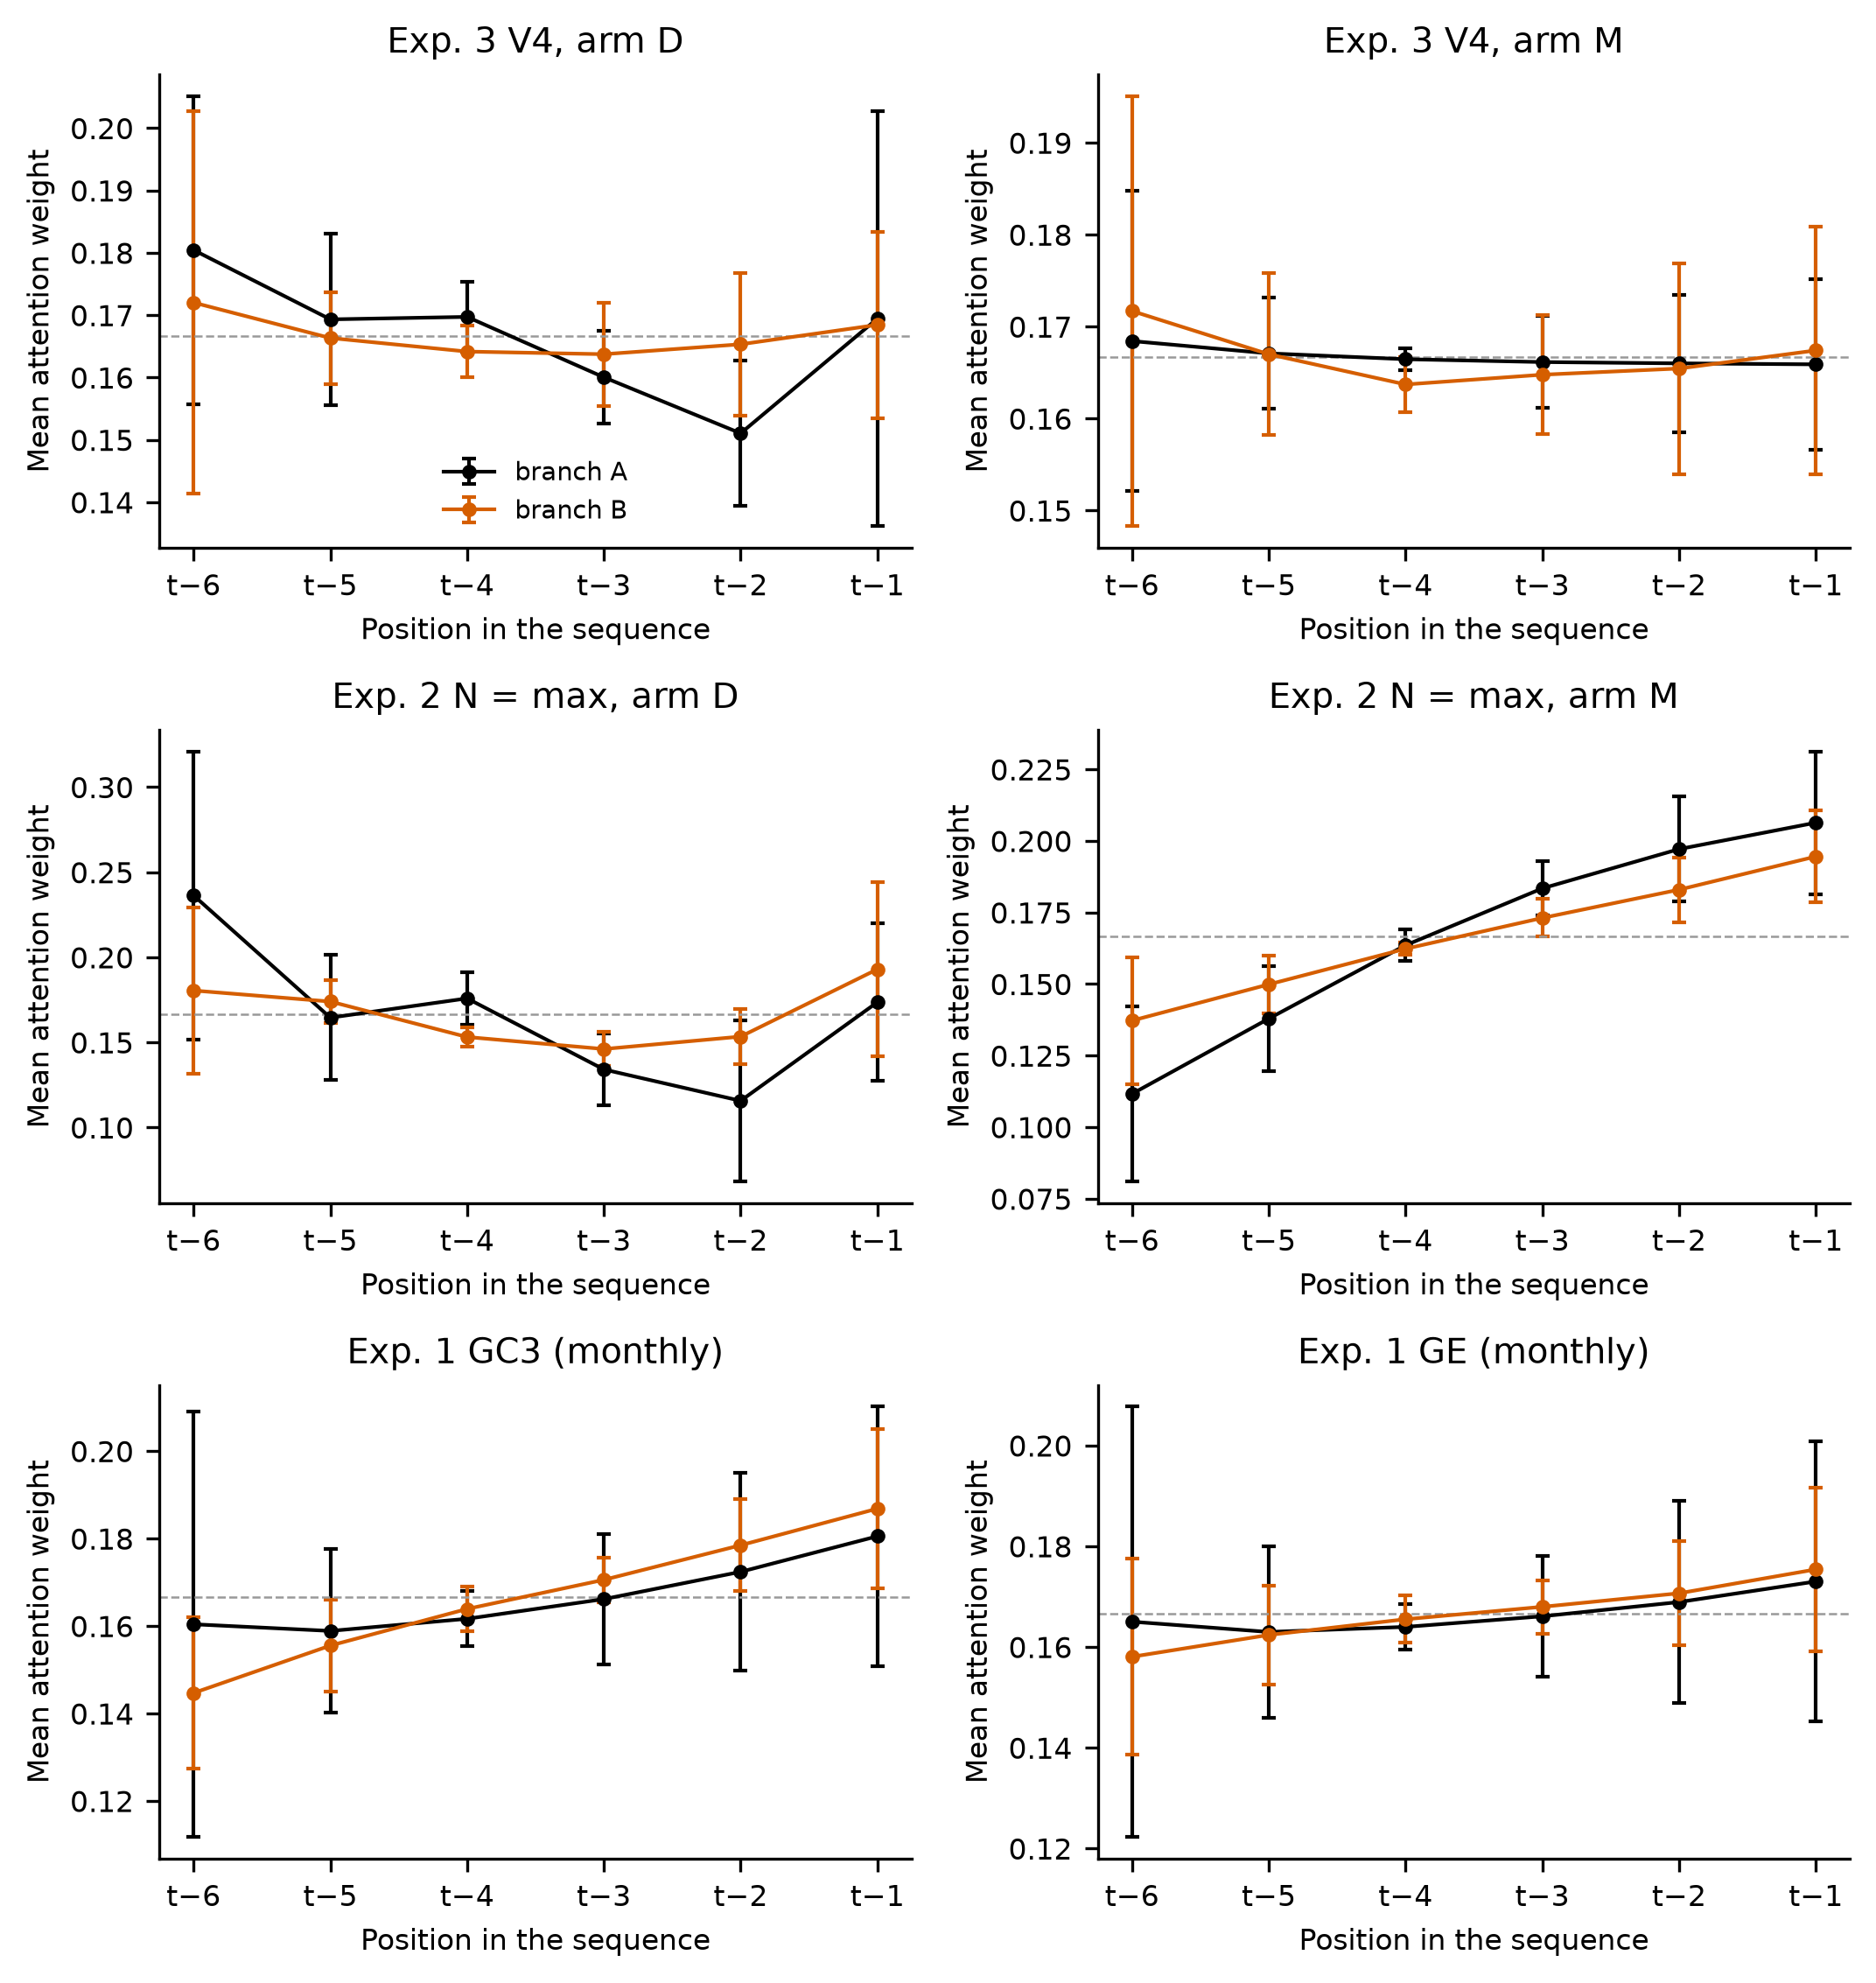 Exp. 3 V4, arm D
Mean attention weight
0.20
0.19
0.18
0.17
0.16
0.15
0.14
branch A
branch B
t−6 t−5 t−4 t−3 t−2 t−1
Position in the sequence
Exp. 3 V4, arm M
Mean attention weight
0.19
0.18
0.17
0.16
0.15
t−6 t−5 t−4 t−3 t−2 t−1
Position in the sequence
Exp. 2 N = max, arm D
Mean attention weight
0.30
0.25
0.20
0.15
0.10
t−6 t−5 t−4 t−3 t−2 t−1
Position in the sequence
Exp. 2 N = max, arm M
Mean attention weight
0.225
0.200
0.175
0.150
0.125
0.100
0.075
t−6 t−5 t−4 t−3 t−2 t−1
Position in the sequence
Exp. 1 GC3 (monthly)
Mean attention weight
0.20
0.18
0.16
0.14
0.12
t−6 t−5 t−4 t−3 t−2 t−1
Position in the sequence
Exp. 1 GE (monthly)
Mean attention weight
0.20
0.18
0.16
0.14
0.12
t−6 t−5 t−4 t−3 t−2 t−1
Position in the sequence